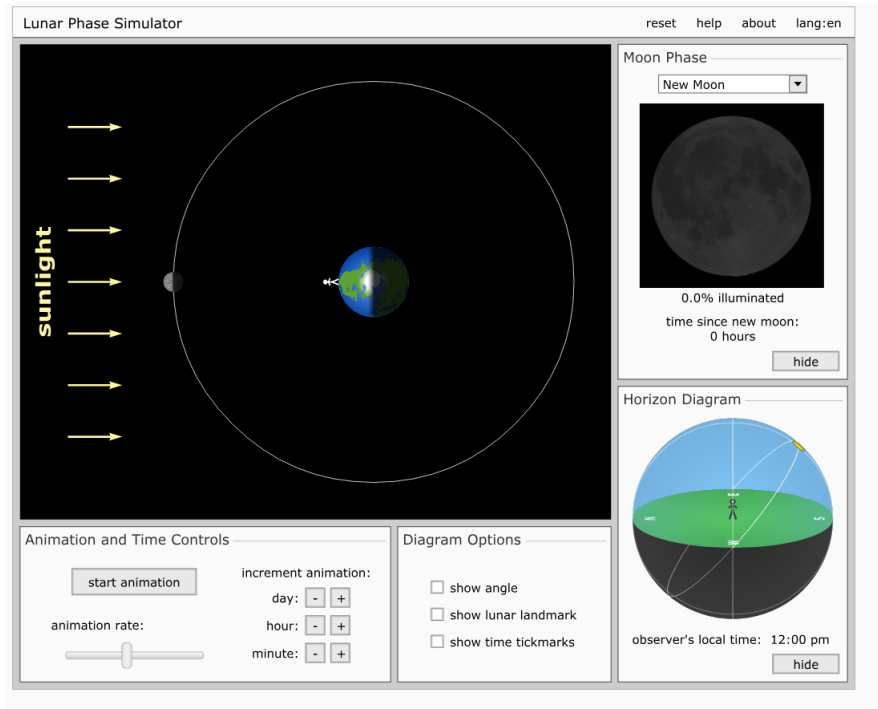 Lunar Phase Simulator
reset help about lang:en
sunlight
Moon Phase
New Moon
0.0% illuminated
time since new moon:
0 hours
hide
Horizon Diagram
N
E
S
W
observer's local time: 12:00 pm
hide
Animation and Time Controls
start animation
animation rate:
increment animation:
day: - +
hour: - +
minute: - +
Diagram Options
show angle
show lunar landmark
show time tickmarks